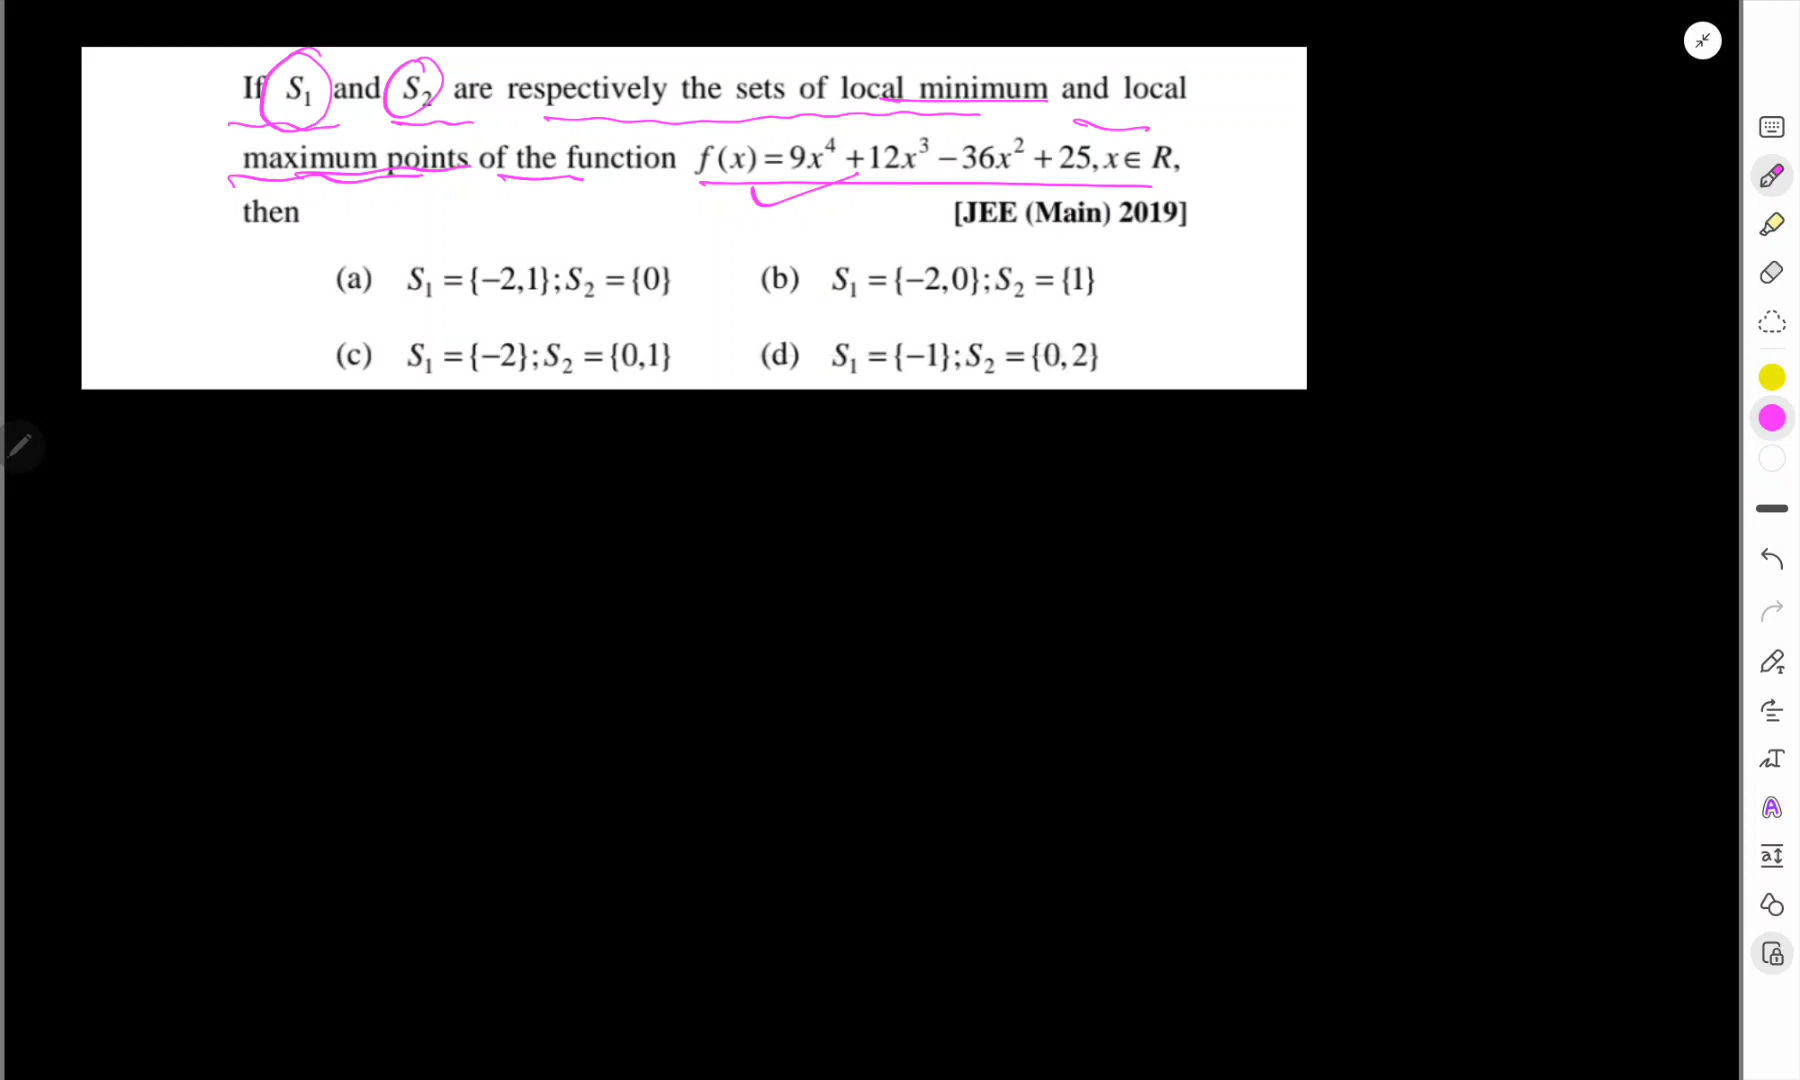 If S₁ and S₂ are respectively the sets of local minimum and local
maximum points of the function f(x) = 9x⁴ + 12x³ − 36x² + 25, x ∈ R,
then [JEE (Main) 2019]
(a) S₁ = {−2,1}; S₂ = {0} (b) S₁ = {−2,0}; S₂ = {1}
(c) S₁ = {−2}; S₂ = {0,1} (d) S₁ = {−1}; S₂ = {0,2}